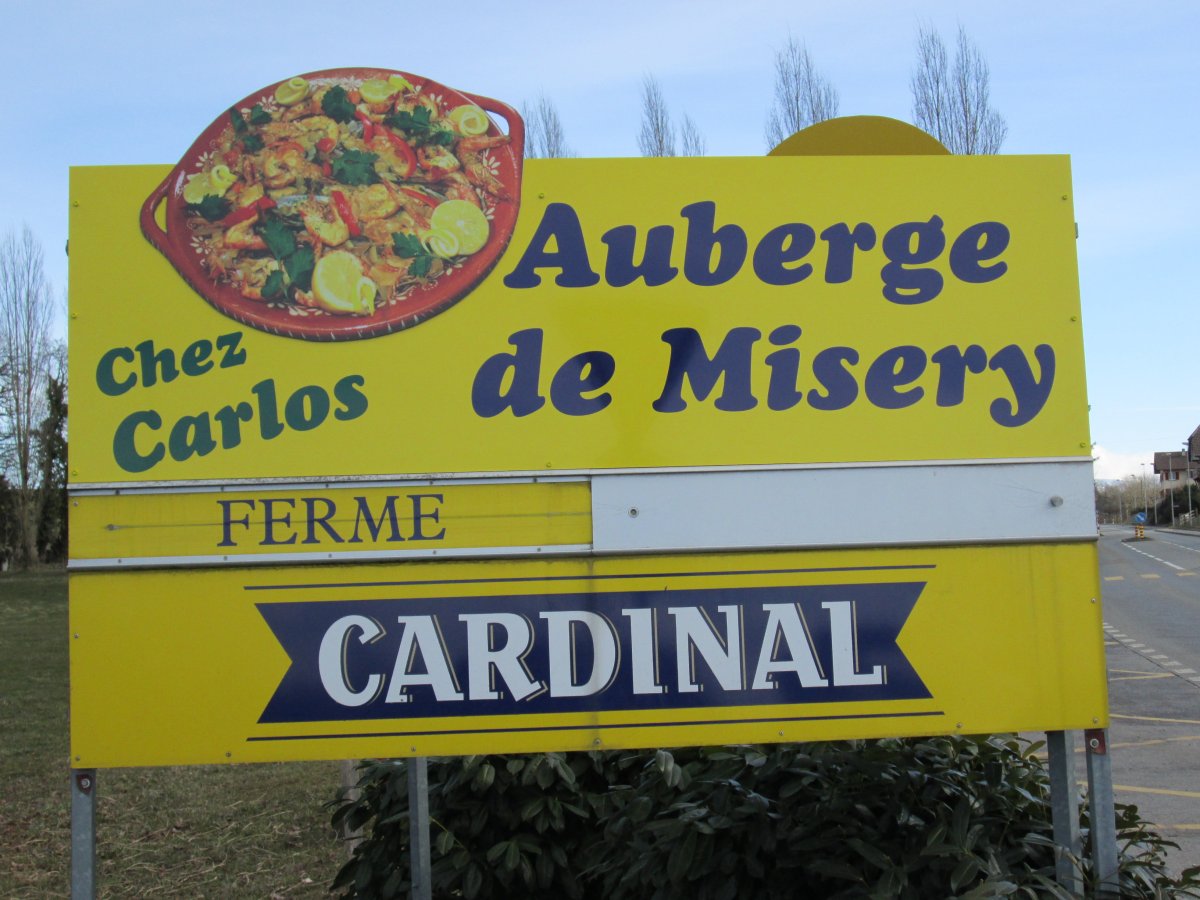 Auberge
de Misery
Chez
Carlos
FERME
CARDINAL